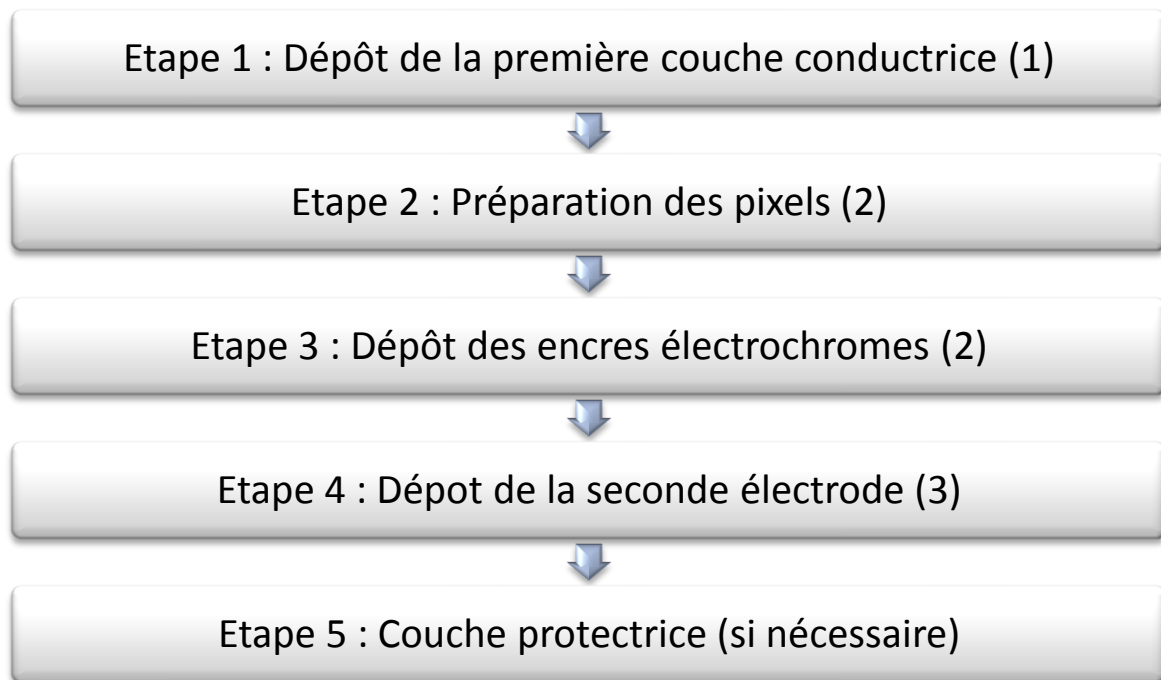 Etape 1 : Dépôt de la première couche conductrice (1)
Etape 2 : Préparation des pixels (2)
Etape 3 : Dépôt des encres électrochromes (2)
Etape 4 : Dépot de la seconde électrode (3)
Etape 5 : Couche protectrice (si nécessaire)